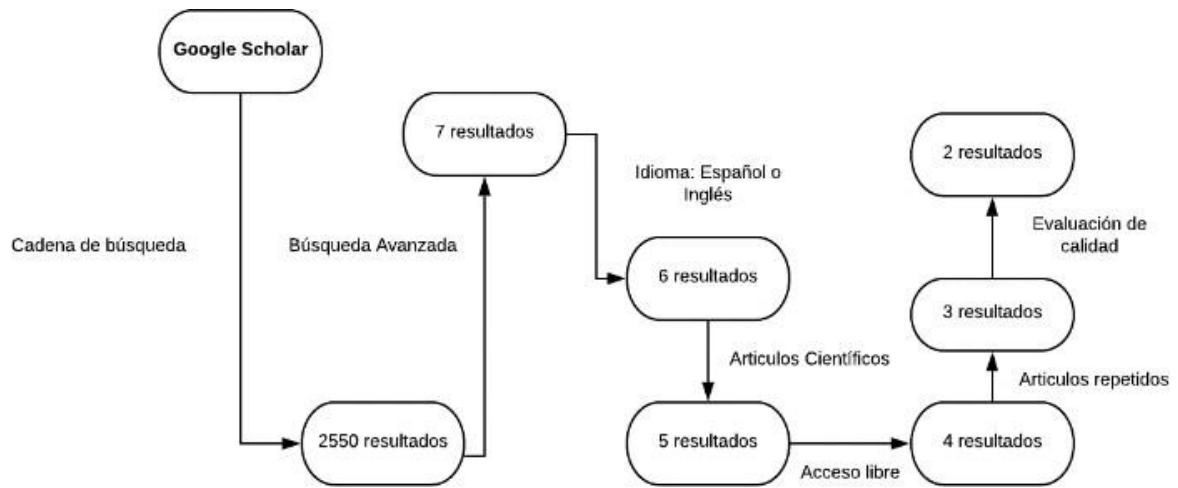 Google Scholar
Cadena de búsqueda
2550 resultados
Búsqueda Avanzada
7 resultados
Idioma: Español o
Inglés
6 resultados
Articulos Científicos
5 resultados
Acceso libre
4 resultados
Articulos repetidos
3 resultados
Evaluación de
calidad
2 resultados